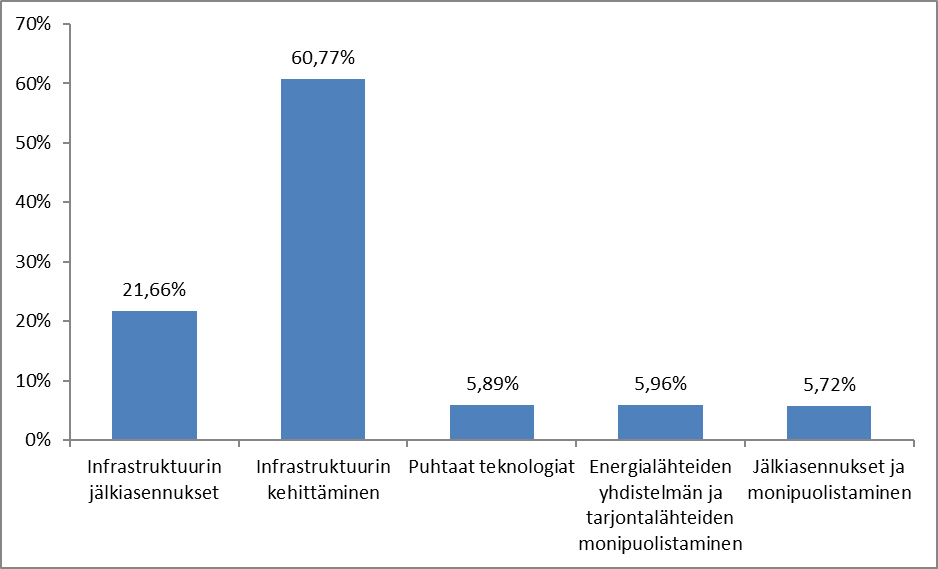 70%
60%
50%
40%
30%
20%
10%
0%
21,66%
60,77%
5,89%
5,96%
5,72%
Infrastruktuurin
jälkiasennukset
Infrastruktuurin
kehittäminen
Puhtaat teknologiat
Energialähteiden
yhdistelmän ja
tarjontalähteiden
monipuolistaminen
Jälkiasennukset ja
monipuolistaminen